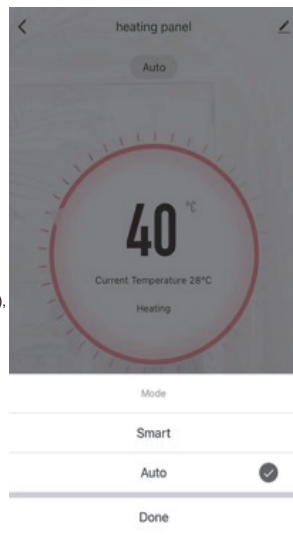 heating panel
Auto
40 °C
Current Temperature 28°C
Heating
),
Mode
Smart
Auto
Done